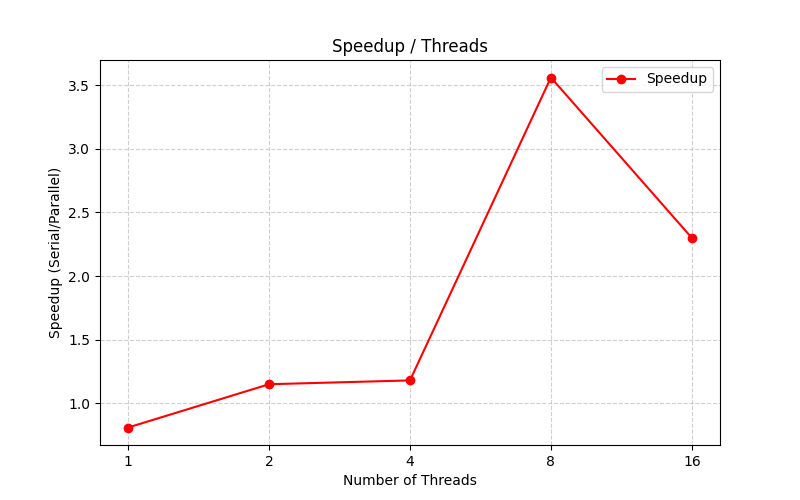 Speedup / Threads
Speedup
Speedup (Serial/Parallel)
3.5
3.0
2.5
2.0
1.5
1.0
1 2 4 8 16
Number of Threads